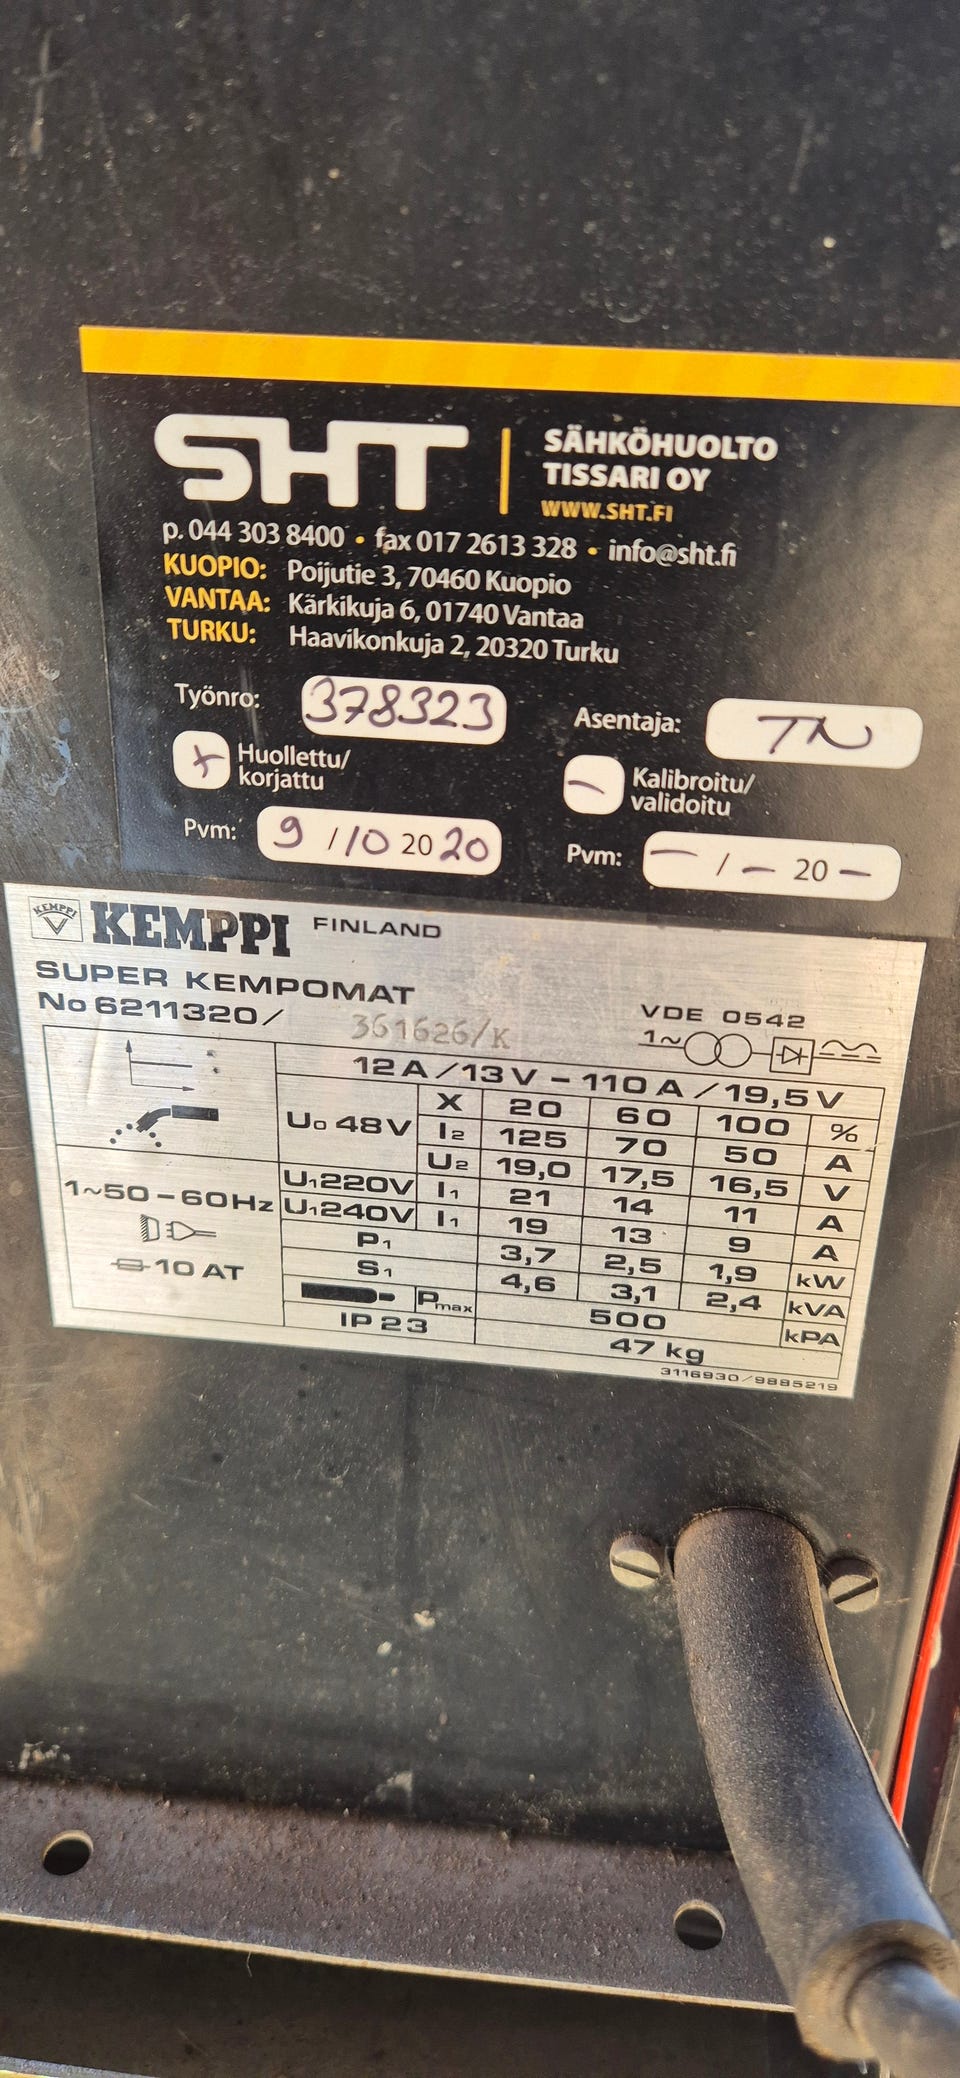 SHT
SÄHKÖHUOLTO
TISSARI OY
WWW.SHT.FI
p. 044 303 8400 • fax 017 2613 328 • info@sht.fi
KUOPIO: Poijutie 3, 70460 Kuopio
VANTAA: Kärkikuja 6, 01740 Vantaa
TURKU: Haavikonkuja 2, 20320 Turku
Työnro: 378323 Asentaja: TN
+ Huollettu/
korjattu
– Kalibroitu/
validoitu
Pvm: 9 / 10 2020 Pvm: – / – 20 –
KEMPPI KEMPPI FINLAND
SUPER KEMPOMAT
No 6211320/ 361626/K
VDE 0542
1~
12 A / 13 V – 110 A / 19,5 V
U₀ 48 V X 20 60 100 %
I₂ 125 70 50 A
U₂ 19,0 17,5 16,5 V
1~50–60Hz U₁220V I₁ 21 14 11 A
U₁240V I₁ 19 13 9 A
P₁ 3,7 2,5 1,9 kW
10 AT S₁ 4,6 3,1 2,4 kVA
Pmax 500 kPA
IP 23 47 kg
3116930/9885219